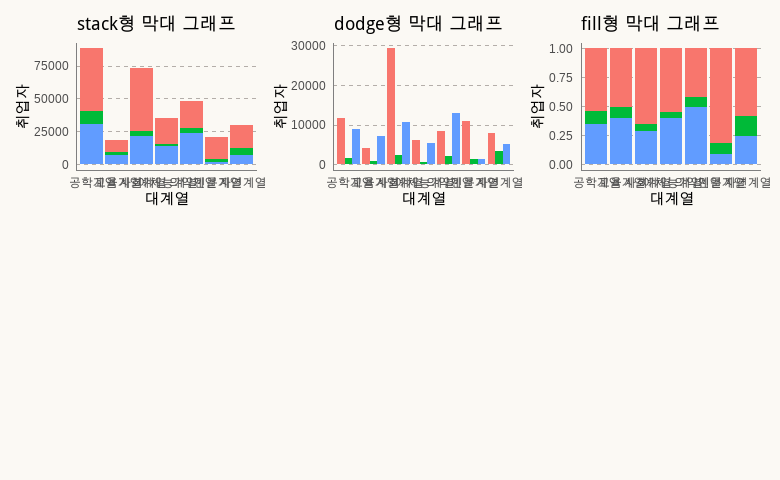 stack형 막대 그래프
75000
50000
25000
0
취업자
대계열
dodge형 막대 그래프
30000
20000
10000
0
취업자
대계열
fill형 막대 그래프
1.00
0.75
0.50
0.25
0.00
취업자
대계열